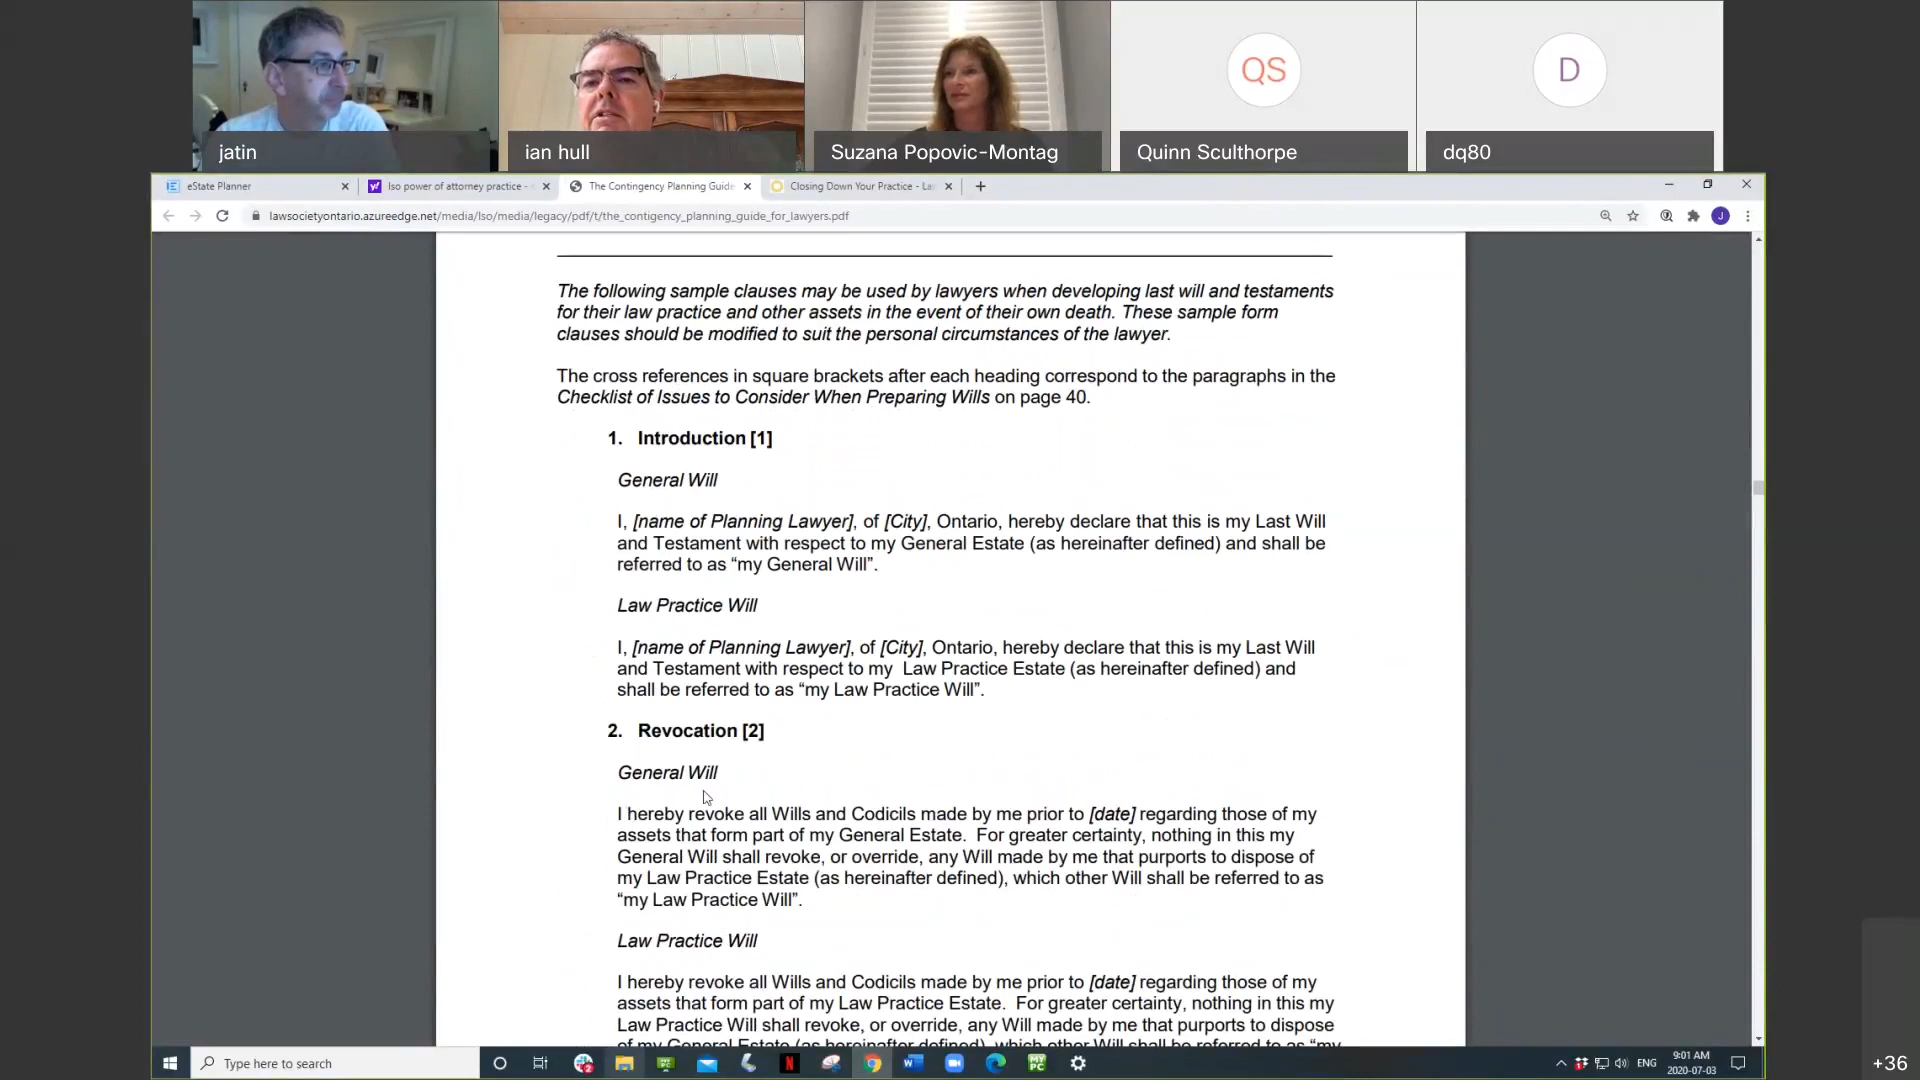 QS
D
jatin
ian hull
Suzana Popovic-Montag
Quinn Sculthorpe
dq80
eState Planner
lso power of attorney practice -
The Contingency Planning Guide
Closing Down Your Practice - La
lawsocietyontario.azureedge.net/media/lso/media/legacy/pdf/t/the_contigency_planning_guide_for_lawyers.pdf
J
The following sample clauses may be used by lawyers when developing last will and testaments
for their law practice and other assets in the event of their own death. These sample form
clauses should be modified to suit the personal circumstances of the lawyer.
The cross references in square brackets after each heading correspond to the paragraphs in the
Checklist of Issues to Consider When Preparing Wills on page 40.
1. Introduction [1]
General Will
I, [name of Planning Lawyer], of [City], Ontario, hereby declare that this is my Last Will
and Testament with respect to my General Estate (as hereinafter defined) and shall be
referred to as “my General Will”.
Law Practice Will
I, [name of Planning Lawyer], of [City], Ontario, hereby declare that this is my Last Will
and Testament with respect to my Law Practice Estate (as hereinafter defined) and
shall be referred to as “my Law Practice Will”.
2. Revocation [2]
General Will
I hereby revoke all Wills and Codicils made by me prior to [date] regarding those of my
assets that form part of my General Estate. For greater certainty, nothing in this my
General Will shall revoke, or override, any Will made by me that purports to dispose of
my Law Practice Estate (as hereinafter defined), which other Will shall be referred to as
“my Law Practice Will”.
Law Practice Will
I hereby revoke all Wills and Codicils made by me prior to [date] regarding those of my
assets that form part of my Law Practice Estate. For greater certainty, nothing in this my
Law Practice Will shall revoke, or override, any Will made by me that purports to dispose
of my General Estate (as hereinafter defined), which other Will shall be referred to as “my
Type here to search
ENG
9:01 AM
2020-07-03
+36